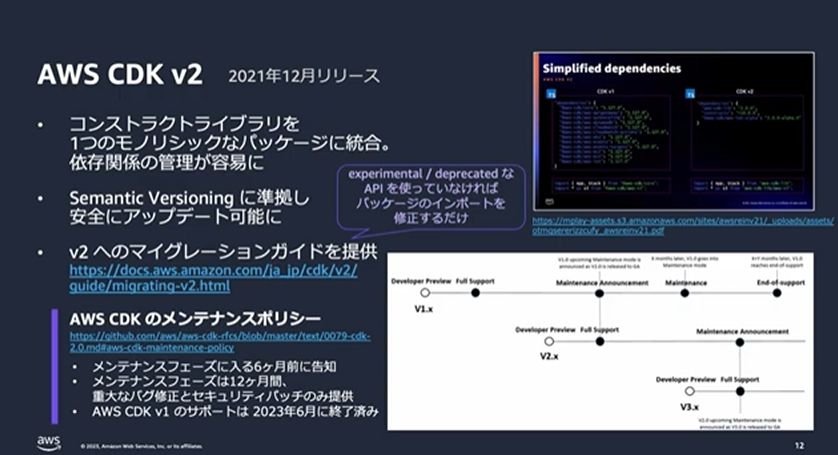 AWS CDK v2 2021年12月リリース
• コンストラクトライブラリを
1つのモノリシックなパッケージに統合。
依存関係の管理が容易に
• Semantic Versioning に準拠し
安全にアップデート可能に
• v2 へのマイグレーションガイドを提供
https://docs.aws.amazon.com/ja_jp/cdk/v2/
guide/migrating-v2.html
experimental / deprecated な
API を使っていなければ
パッケージのインポートを
修正するだけ
AWS CDK のメンテナンスポリシー
https://github.com/aws/aws-cdk-rfcs/blob/master/text/0079-cdk-
2.0.md#aws-cdk-maintenance-policy
• メンテナンスフェーズに入る6ヶ月前に告知
• メンテナンスフェーズは12ヶ月間、
重大なバグ修正とセキュリティパッチのみ提供
• AWS CDK v1 のサポートは 2023年6月に終了済み
Simplified dependencies
AWS CDK V2
CDK v1
CDK v2
https://mplay-assets.s3.amazonaws.com/sites/awsreinv21/_uploads/assets/
otmqsererizzcufy_awsreinv21.pdf
V1.0 upcoming Maintenance mode is
announced as V1.0 is released to GA
X months later, V1.0 goes into
Maintenance mode
X+Y months later, V1.0
reaches end-of-support
Developer Preview Full Support Maintenance Announcement Maintenance End-of-support
V1.x
Developer Preview Full Support Maintenance Announcement
V2.x
Developer Preview Full Support
V3.x
V2.0 upcoming Maintenance mode is
announced as V3.0 is released to GA
aws © 2023, Amazon Web Services, Inc. or its affiliates. 12